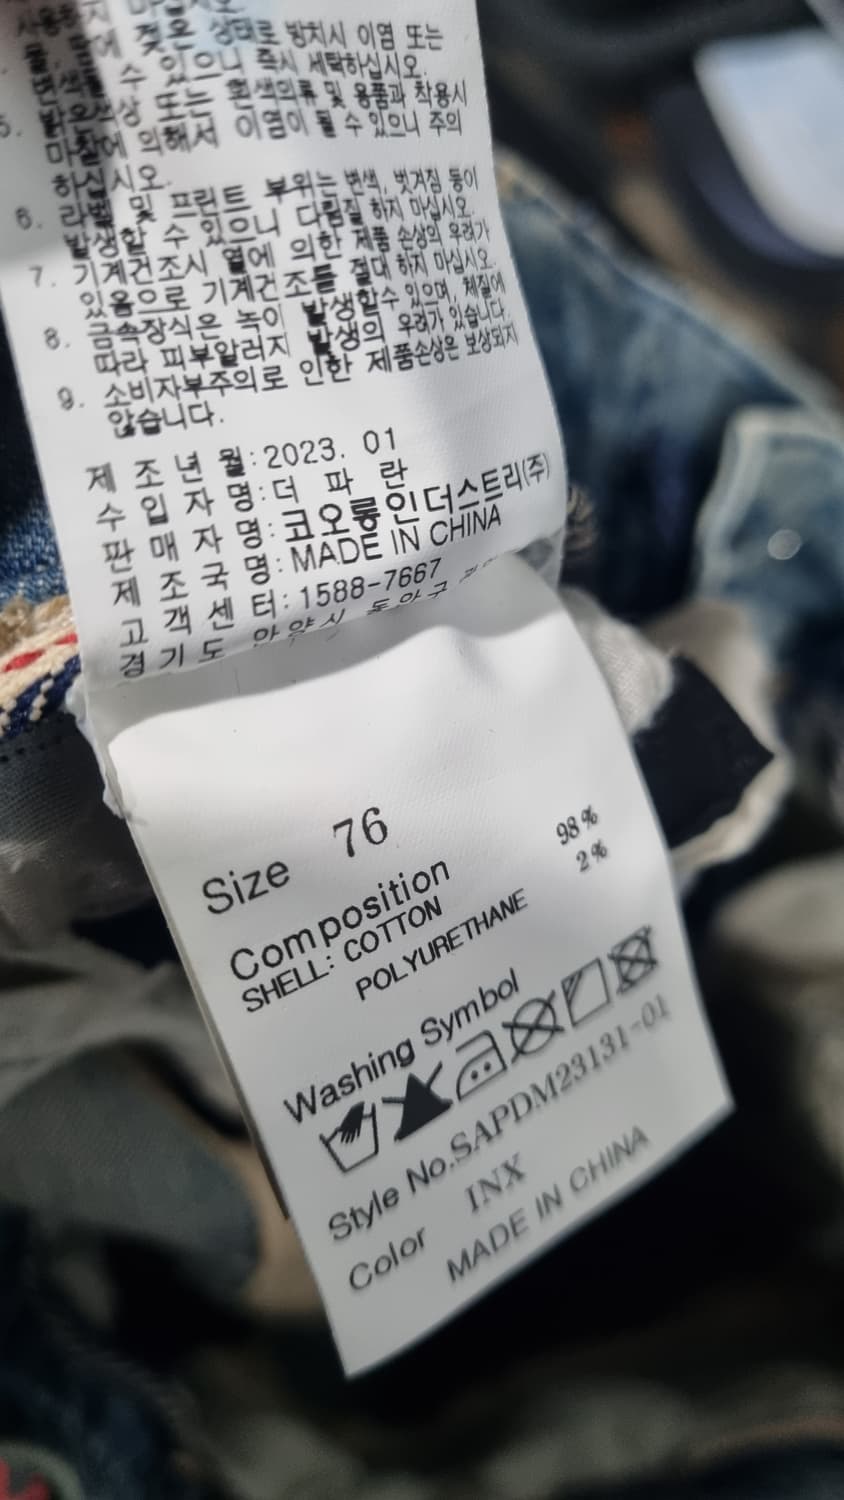 물, 땀에 젖은 상태로 방치시 이염 또는
변색될 수 있으니 즉시 세탁하십시오.
5. 밝은색상 또는 흰색의류 및 용품과 착용시
마찰에 의해서 이염이 될 수 있으니 주의
하십시오.
6. 라벨 및 프린트 부위는 변색, 벗겨짐 등이
발생할 수 있으니 다림질 하지 마십시오.
7. 기계건조시 열에 의한 제품 손상의 우려가
있음으로 기계건조를 절대 하지 마십시오.
8. 금속장식은 녹이 발생할수 있으며, 체질에
따라 피부알러지 발생의 우려가 있습니다.
9. 소비자부주의로 인한 제품손상은 보상되지
않습니다.
제 조 년 월:2023. 01
수 입 자 명:더 파 란
판 매 자 명:코오롱인더스트리(주)
제 조 국 명:MADE IN CHINA
고 객 센 터:1588-7667
경 기 도 안 양 시 동 안 구
Size 76
Composition
SHELL: COTTON 98%
POLYURETHANE 2%
Washing Symbol
Style No.SAPDM23131-01
Color INX
MADE IN CHINA